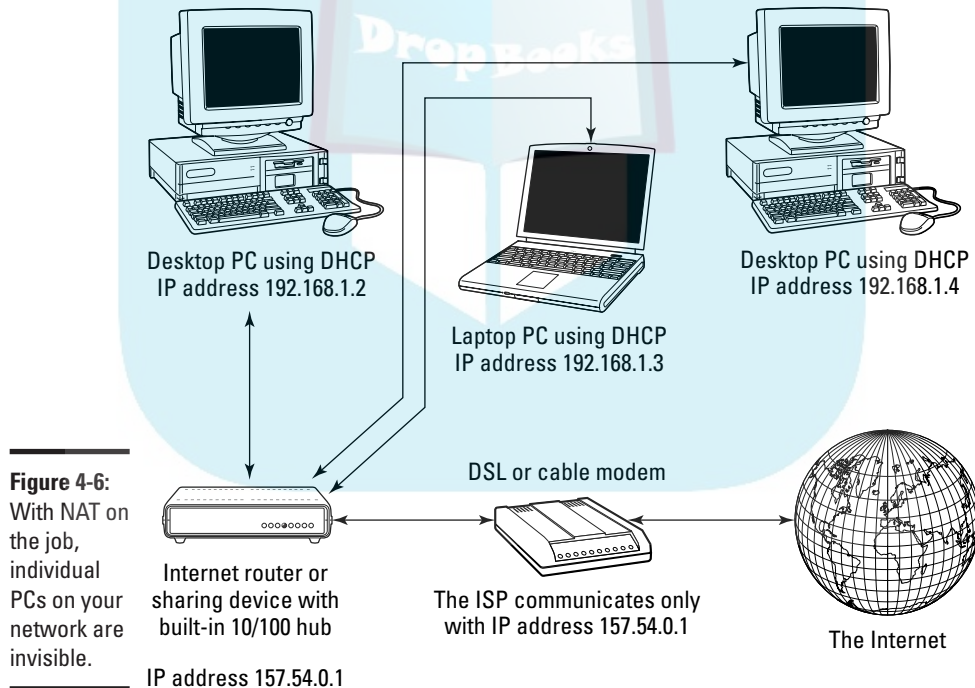 DropBooks
Desktop PC using DHCP
IP address 192.168.1.2
Laptop PC using DHCP
IP address 192.168.1.3
Desktop PC using DHCP
IP address 192.168.1.4
Figure 4-6:
With NAT on
the job,
individual
PCs on your
network are
invisible.
Internet router or
sharing device with
built-in 10/100 hub
IP address 157.54.0.1
DSL or cable modem
The ISP communicates only
with IP address 157.54.0.1
The Internet